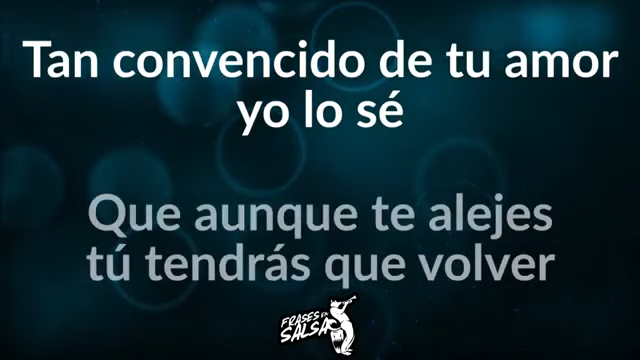 Tan convencido de tu amor
yo lo sé
Que aunque te alejes
tú tendrás que volver
FRASES EN
SALSA